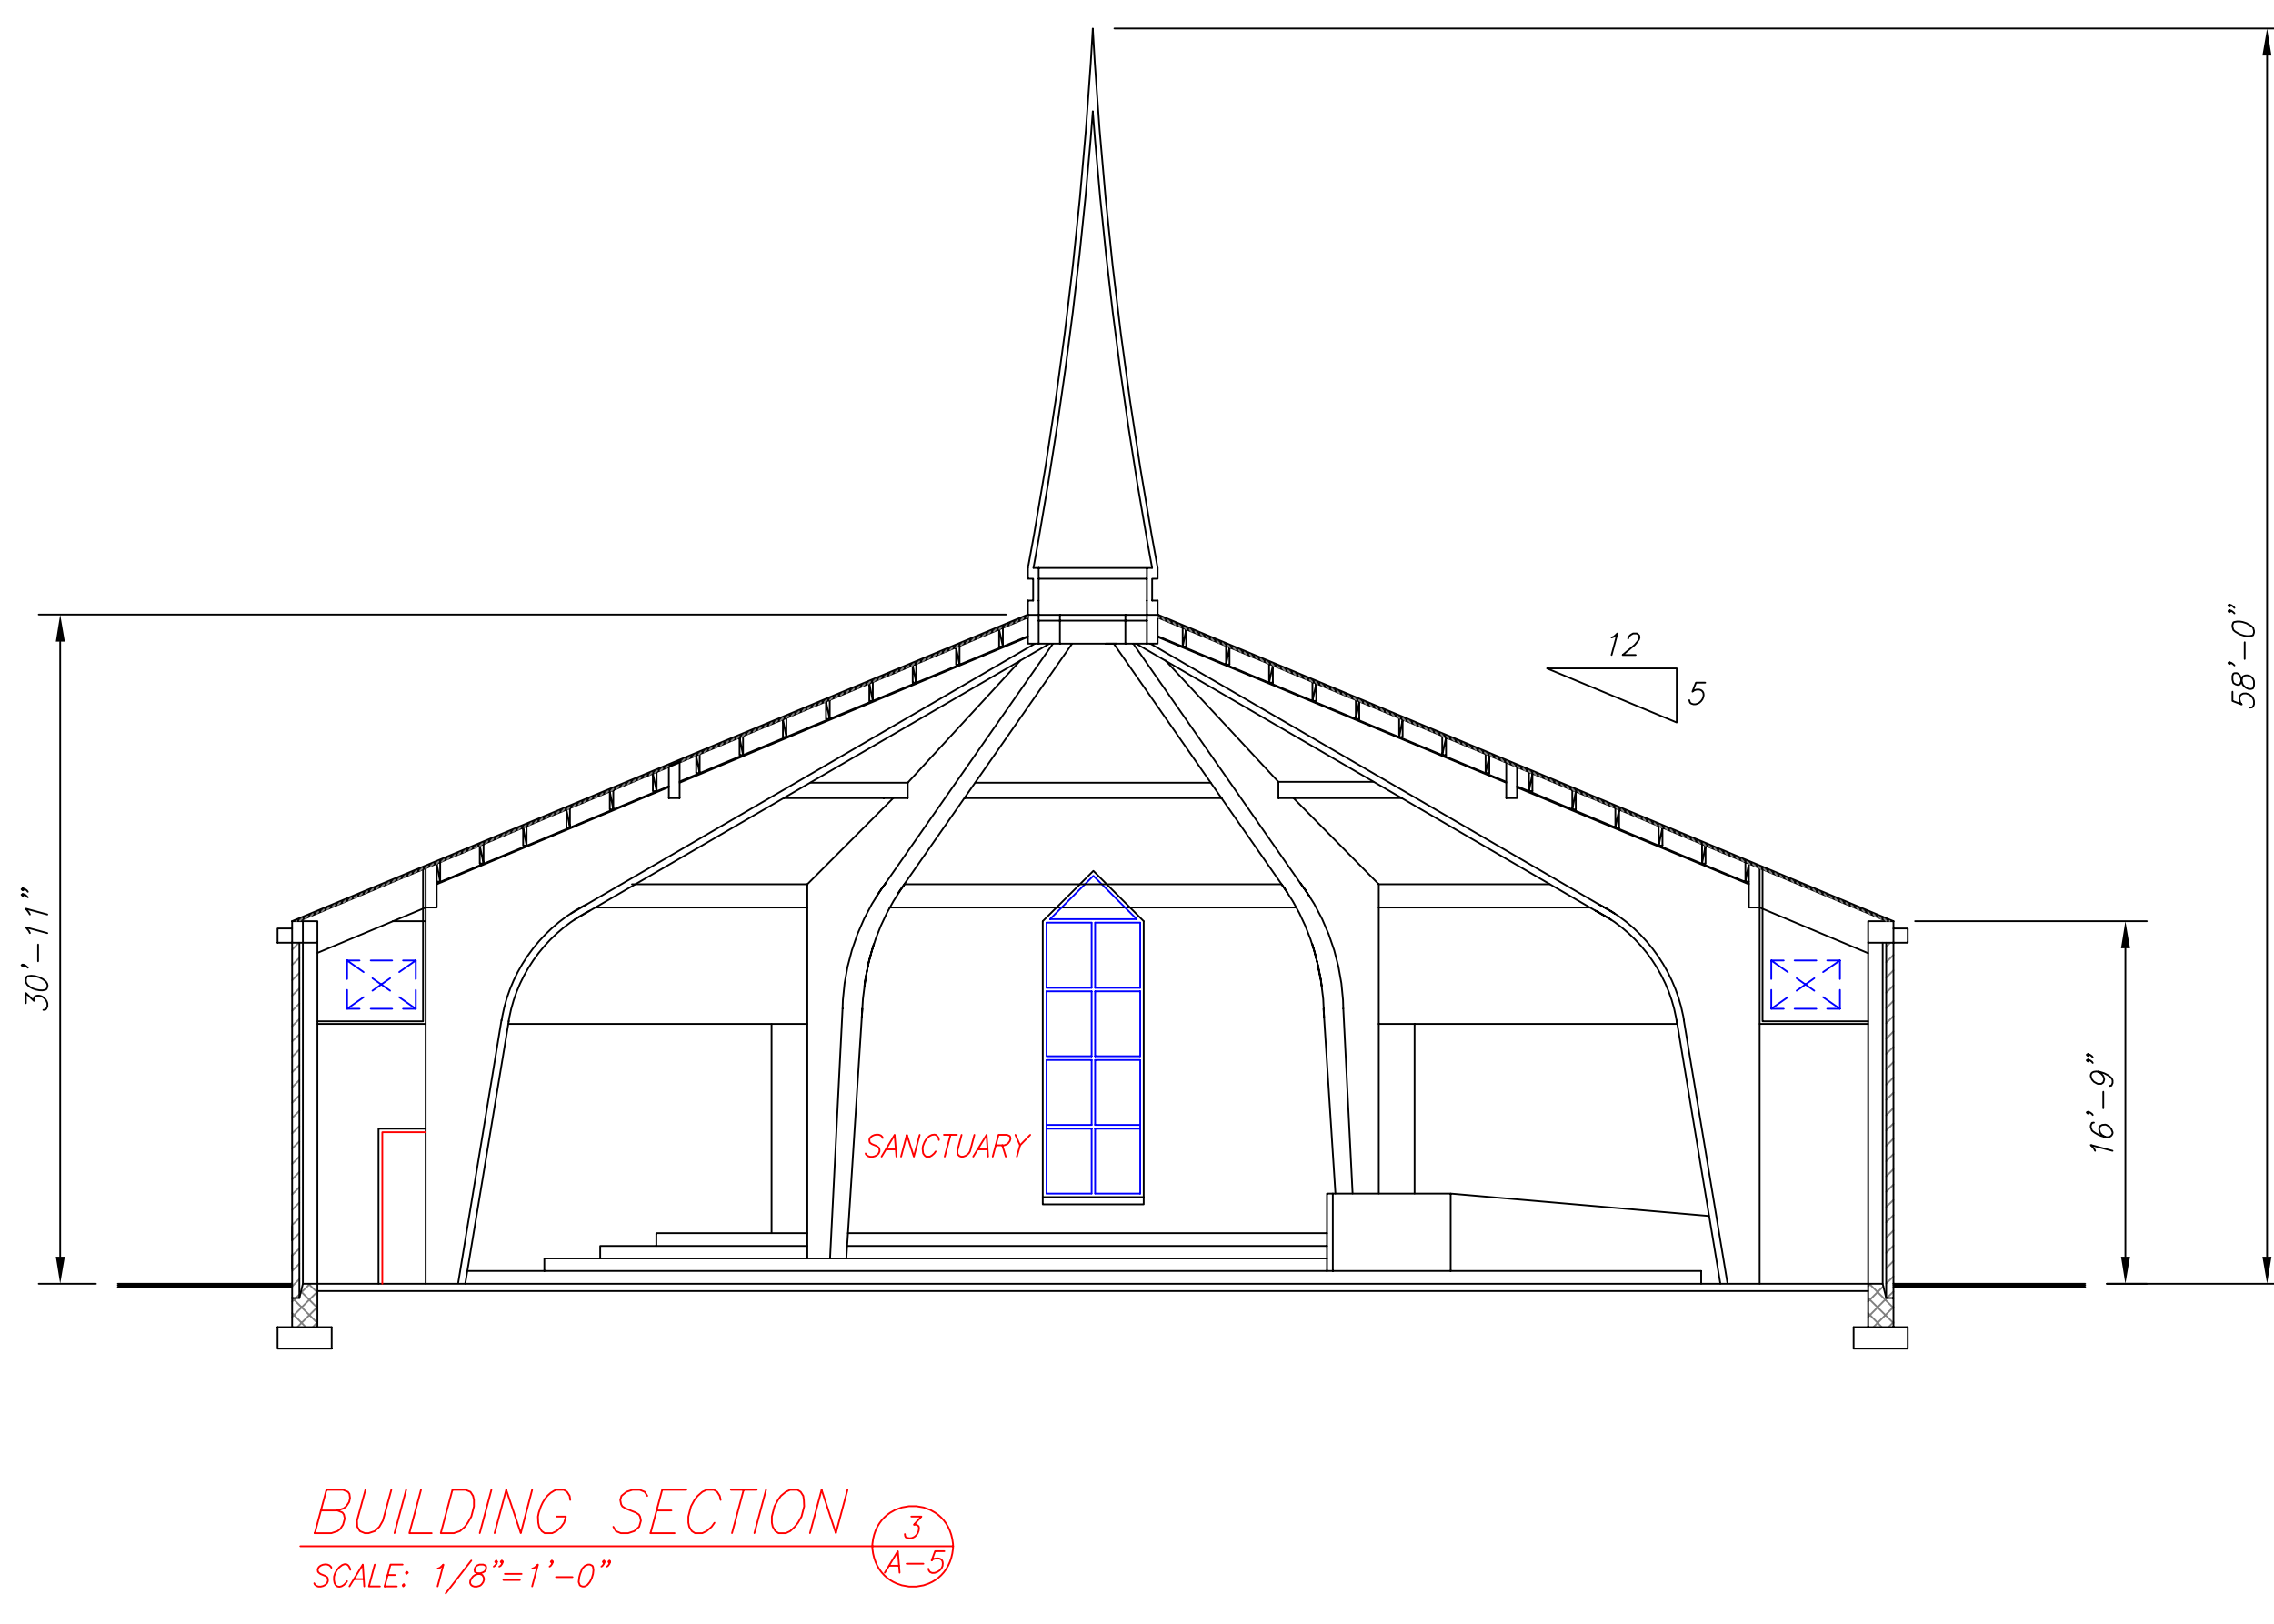 12
5
58'-0"
30'-11"
16'-9"
SANCTUARY
BUILDING SECTION
3
A-5
SCALE: 1/8"=1'-0"